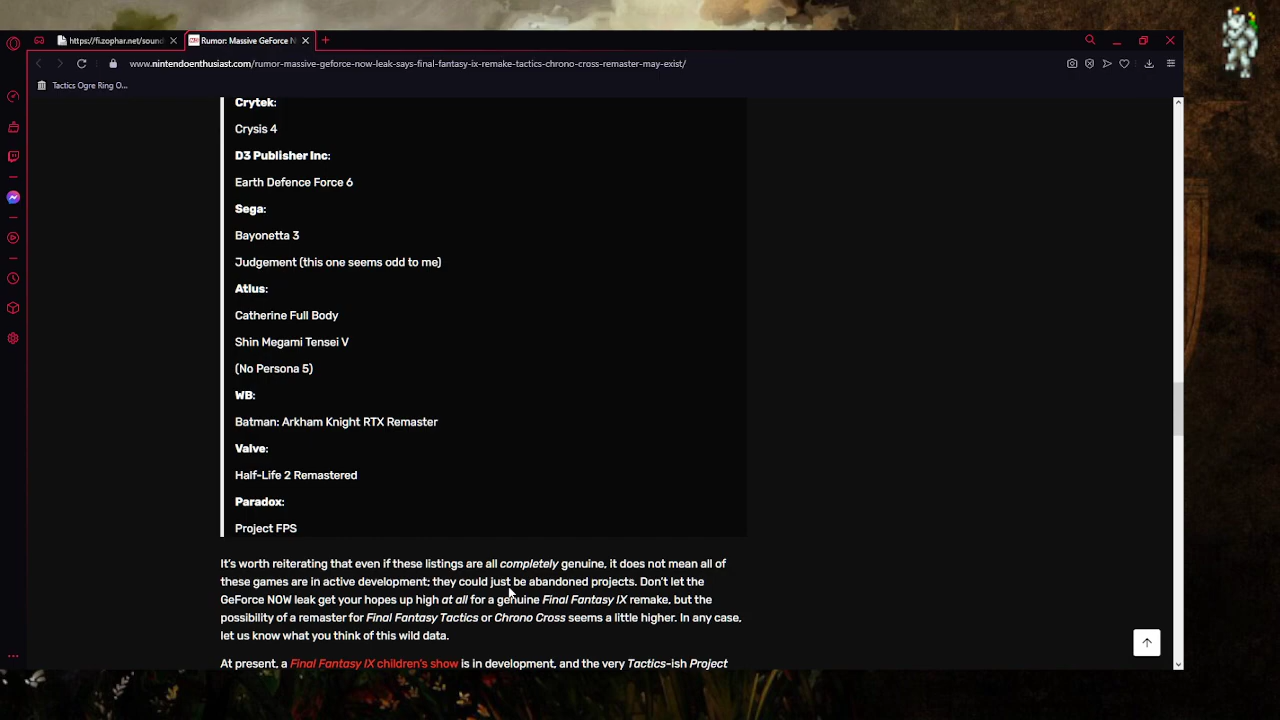 https://fi.zophar.net/sound
Rumor: Massive GeForce N
www.nintendoenthusiast.com/rumor-massive-geforce-now-leak-says-final-fantasy-ix-remake-tactics-chrono-cross-remaster-may-exist/
Tactics Ogre Ring O...
Crytek:
Crysis 4
D3 Publisher Inc:
Earth Defence Force 6
Sega:
Bayonetta 3
Judgement (this one seems odd to me)
Atlus:
Catherine Full Body
Shin Megami Tensei V
(No Persona 5)
WB:
Batman: Arkham Knight RTX Remaster
Valve:
Half-Life 2 Remastered
Paradox:
Project FPS
It's worth reiterating that even if these listings are all completely genuine, it does not mean all of
these games are in active development; they could just be abandoned projects. Don't let the
GeForce NOW leak get your hopes up high at all for a genuine Final Fantasy IX remake, but the
possibility of a remaster for Final Fantasy Tactics or Chrono Cross seems a little higher. In any case,
let us know what you think of this wild data.
At present, a Final Fantasy IX children's show is in development, and the very Tactics-ish Project